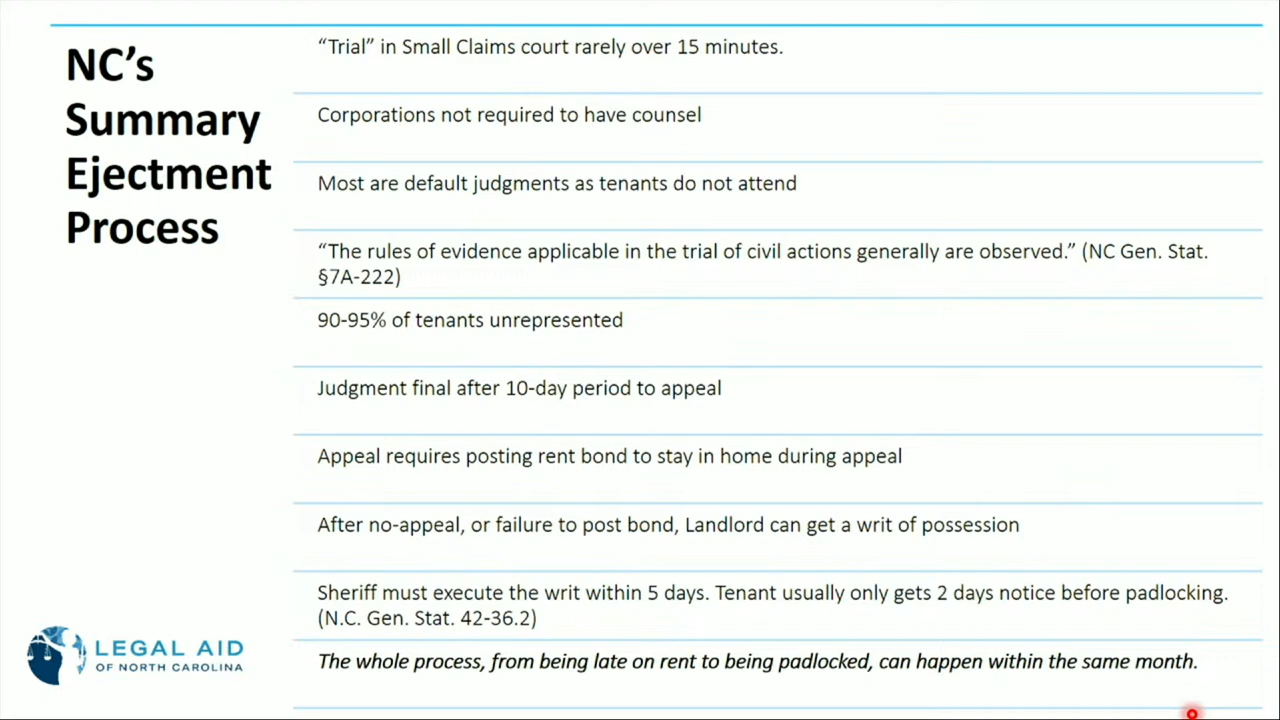 NC’s
Summary
Ejectment
Process
“Trial” in Small Claims court rarely over 15 minutes.
Corporations not required to have counsel
Most are default judgments as tenants do not attend
“The rules of evidence applicable in the trial of civil actions generally are observed.” (NC Gen. Stat.
§7A-222)
90-95% of tenants unrepresented
Judgment final after 10-day period to appeal
Appeal requires posting rent bond to stay in home during appeal
After no-appeal, or failure to post bond, Landlord can get a writ of possession
Sheriff must execute the writ within 5 days. Tenant usually only gets 2 days notice before padlocking.
(N.C. Gen. Stat. 42-36.2)
The whole process, from being late on rent to being padlocked, can happen within the same month.
LEGAL AID
OF NORTH CAROLINA